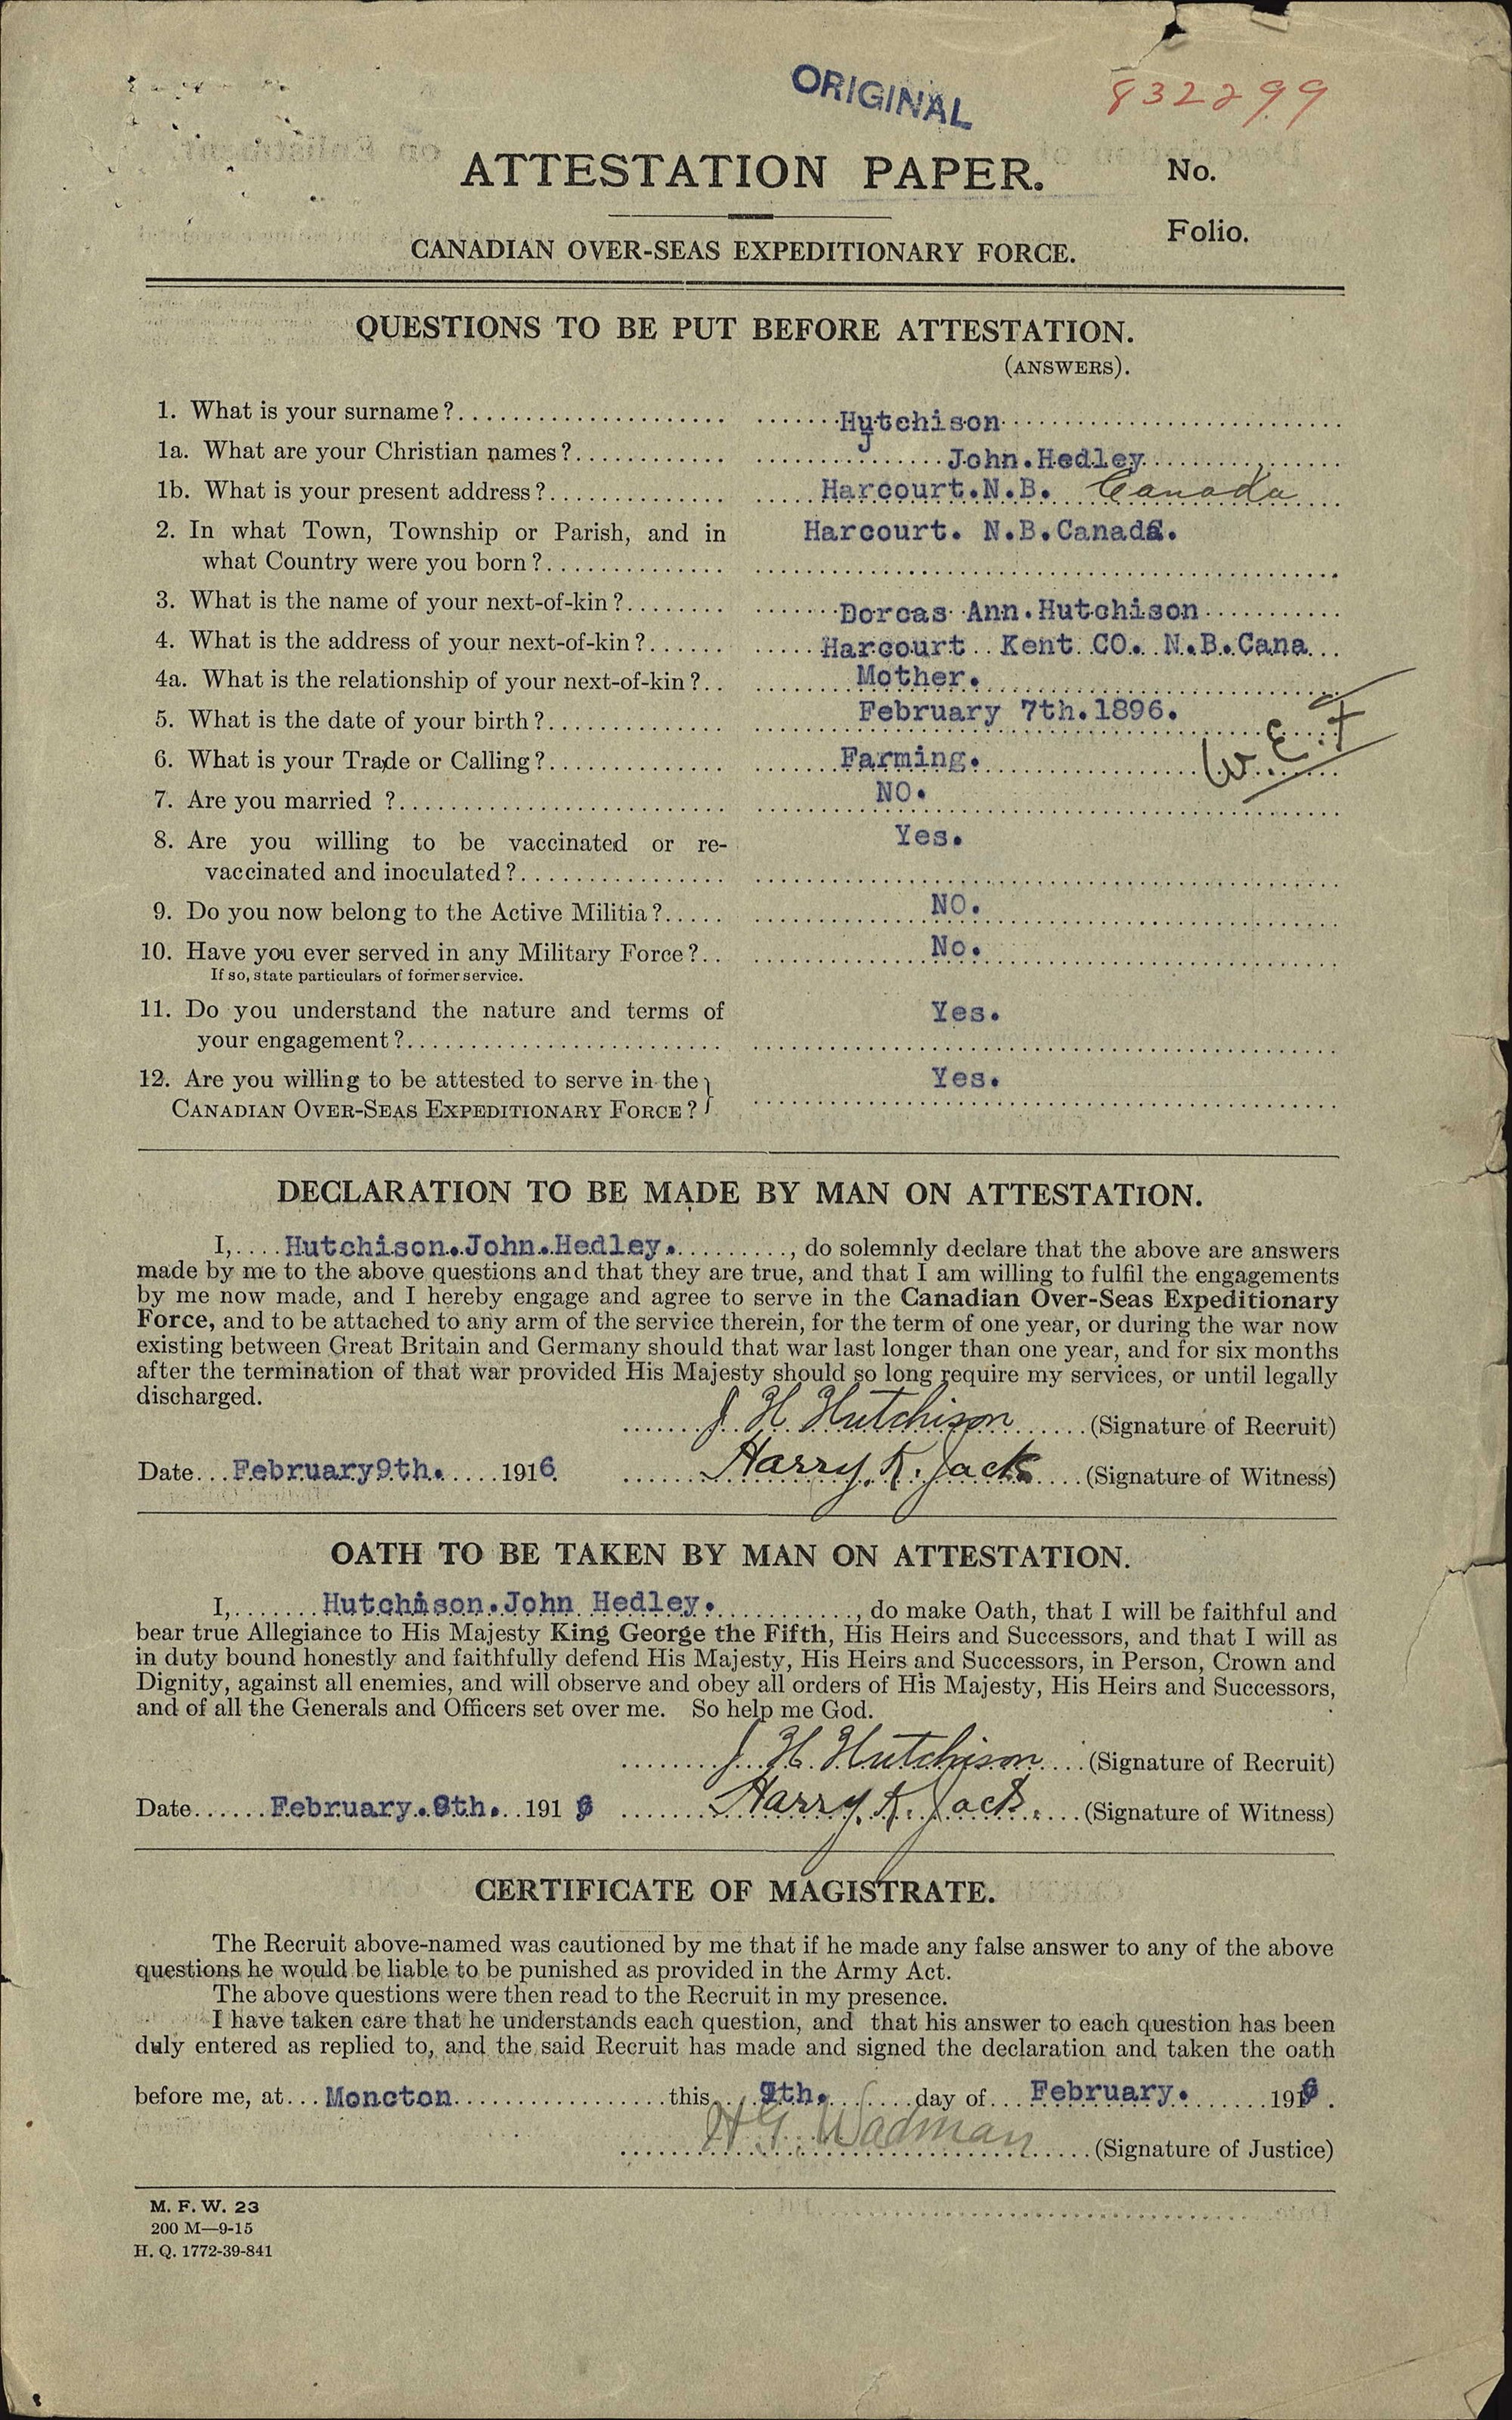 ORIGINAL
832299
ATTESTATION PAPER.
No.
Folio.
CANADIAN OVER-SEAS EXPEDITIONARY FORCE.
QUESTIONS TO BE PUT BEFORE ATTESTATION.
(ANSWERS).
1. What is your surname?..................... Hutchison
1a. What are your Christian names?............ J John.Hedley
1b. What is your present address?.............. Harcourt.N.B. Canada
2. In what Town, Township or Parish, and in Harcourt. N.B.Canada.
what Country were you born?..............
3. What is the name of your next-of-kin?........ Dorcas Ann.Hutchison
4. What is the address of your next-of-kin?...... Harcourt Kent CO. N.B.Cana
4a. What is the relationship of your next-of-kin?.. Mother.
5. What is the date of your birth?.............. February 7th.1896.
6. What is your Trade or Calling?.............. Farming. W.E.F
7. Are you married ?........................ NO.
8. Are you willing to be vaccinated or re- Yes.
vaccinated and inoculated?................
9. Do you now belong to the Active Militia?..... NO.
10. Have you ever served in any Military Force?.. No.
If so, state particulars of former service.
11. Do you understand the nature and terms of Yes.
your engagement?........................
12. Are you willing to be attested to serve in the } Yes.
CANADIAN OVER-SEAS EXPEDITIONARY FORCE? }
DECLARATION TO BE MADE BY MAN ON ATTESTATION.
I,....Hutchison.John.Hedley.........., do solemnly declare that the above are answers
made by me to the above questions and that they are true, and that I am willing to fulfil the engagements
by me now made, and I hereby engage and agree to serve in the Canadian Over-Seas Expeditionary
Force, and to be attached to any arm of the service therein, for the term of one year, or during the war now
existing between Great Britain and Germany should that war last longer than one year, and for six months
after the termination of that war provided His Majesty should so long require my services, or until legally
discharged.
J. H. Hutchison (Signature of Recruit)
Date...February9th......1916. Harry. K. Jack (Signature of Witness)
OATH TO BE TAKEN BY MAN ON ATTESTATION.
I,.......Hutchison.John Hedley............., do make Oath, that I will be faithful and
bear true Allegiance to His Majesty King George the Fifth, His Heirs and Successors, and that I will as
in duty bound honestly and faithfully defend His Majesty, His Heirs and Successors, in Person, Crown and
Dignity, against all enemies, and will observe and obey all orders of His Majesty, His Heirs and Successors,
and of all the Generals and Officers set over me. So help me God.
J. H. Hutchison (Signature of Recruit)
Date......February.9th...191 6 Harry. K. Jack. (Signature of Witness)
CERTIFICATE OF MAGISTRATE.
The Recruit above-named was cautioned by me that if he made any false answer to any of the above
questions he would be liable to be punished as provided in the Army Act.
The above questions were then read to the Recruit in my presence.
I have taken care that he understands each question, and that his answer to each question has been
duly entered as replied to, and the said Recruit has made and signed the declaration and taken the oath
before me, at...Moncton.................this....9th........day of...February.........1916.
H G. Wadman (Signature of Justice)
M. F. W. 23
200 M—9-15
H. Q. 1772-39-841